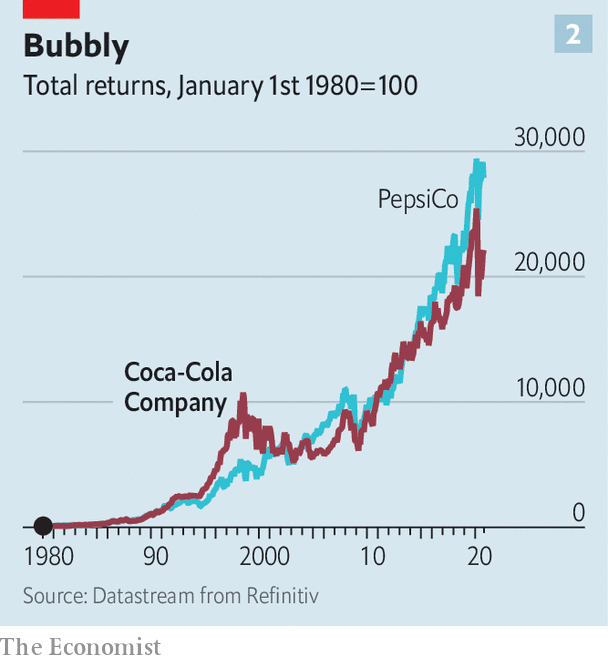 Bubbly
2
Total returns, January 1st 1980=100
30,000
PepsiCo
20,000
Coca-Cola
Company
10,000
0
1980 90 2000 10 20
Source: Datastream from Refinitiv
The Economist